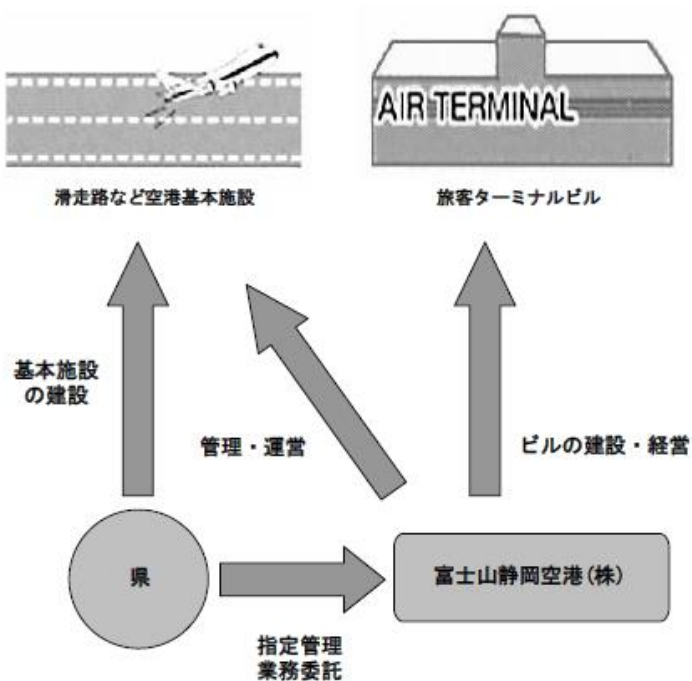 AIR TERMINAL
滑走路など空港基本施設
旅客ターミナルビル
基本施設
の建設
管理・運営
ビルの建設・経営
県
富士山静岡空港(株)
指定管理
業務委託